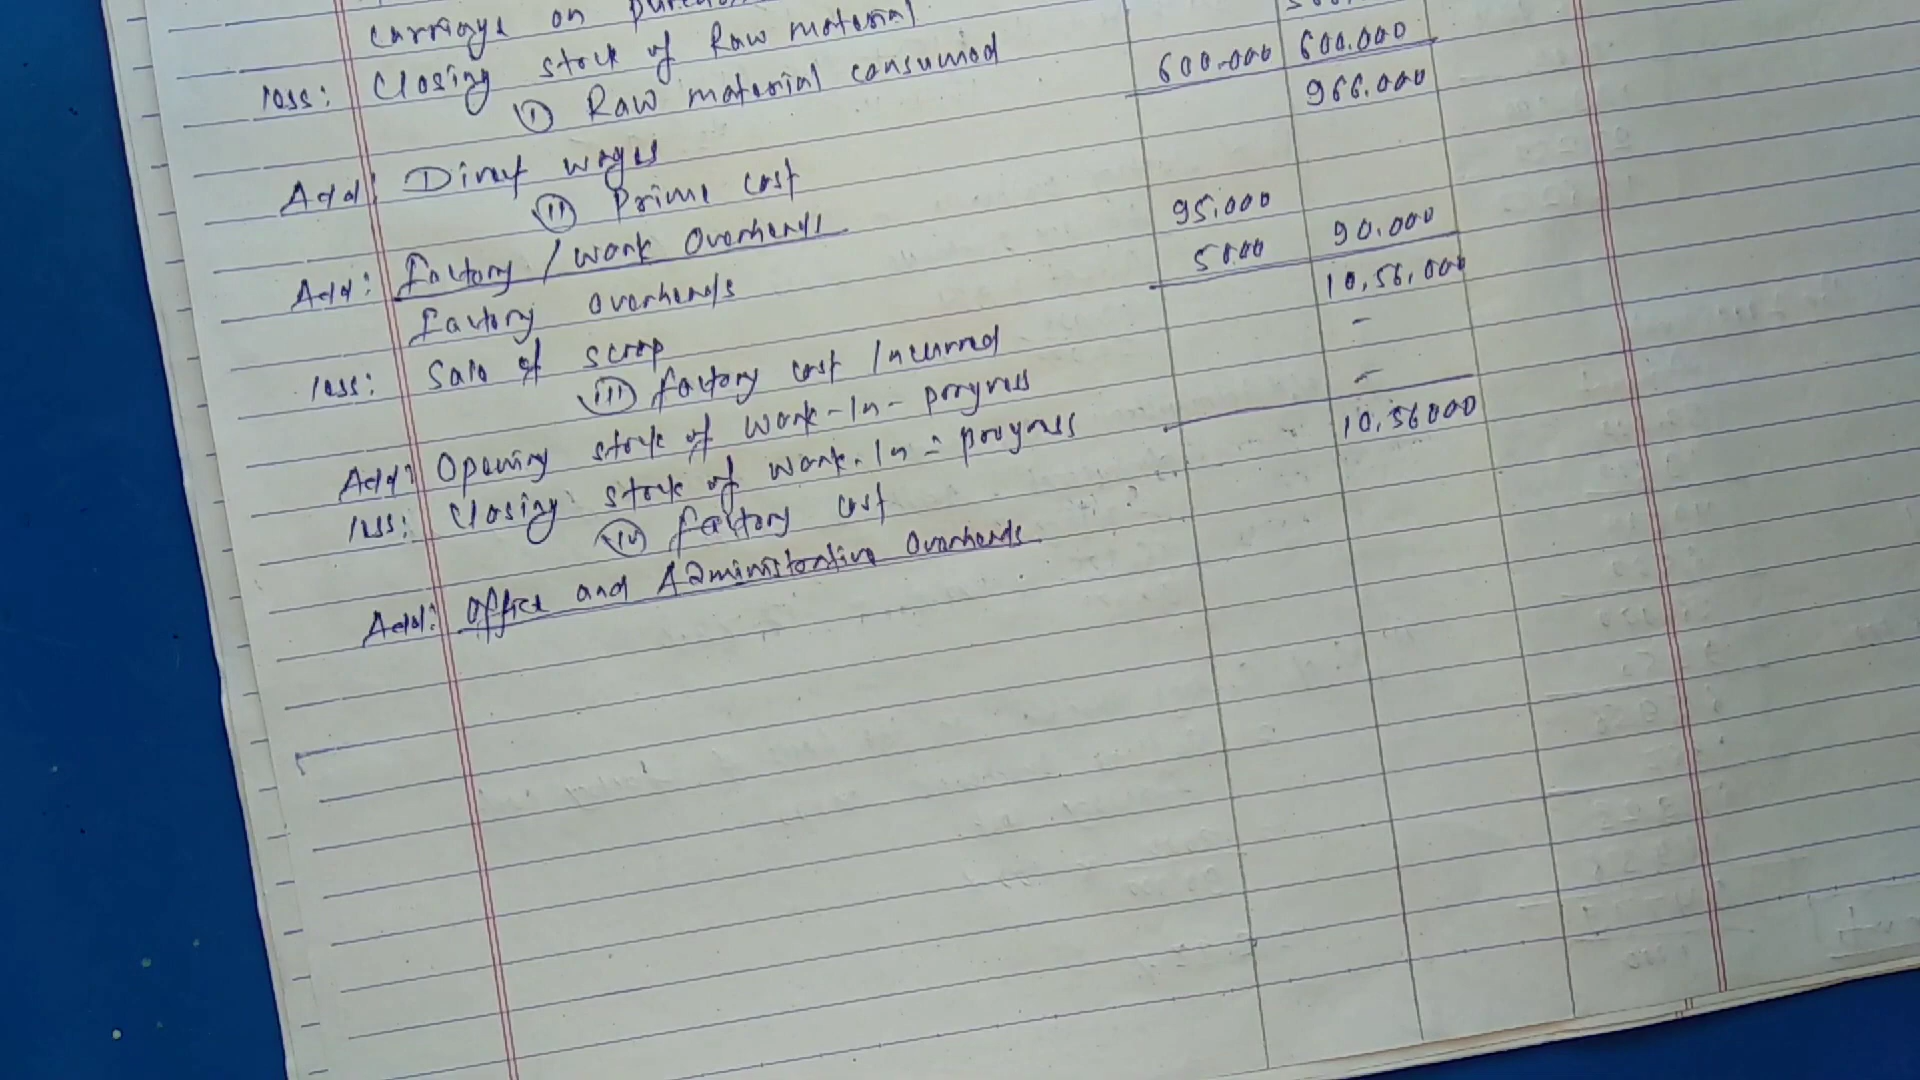 carriage on
less: Closing stock of Raw material
(I) Raw material consumed 600.000 600.000
966.000
Add: Direct wages
(II) Prime cost
Add: factory / work Overheads
factory overheads 95.000
less: Sale of scrap 5000 90.000
(III) factory cost Incurred 10,56,000
Add: Opening stock of work-In-progress -
less: Closing stock of work-In-progress -
(IV) factory cost 10,56000
Add: Office and Administrative Overheads